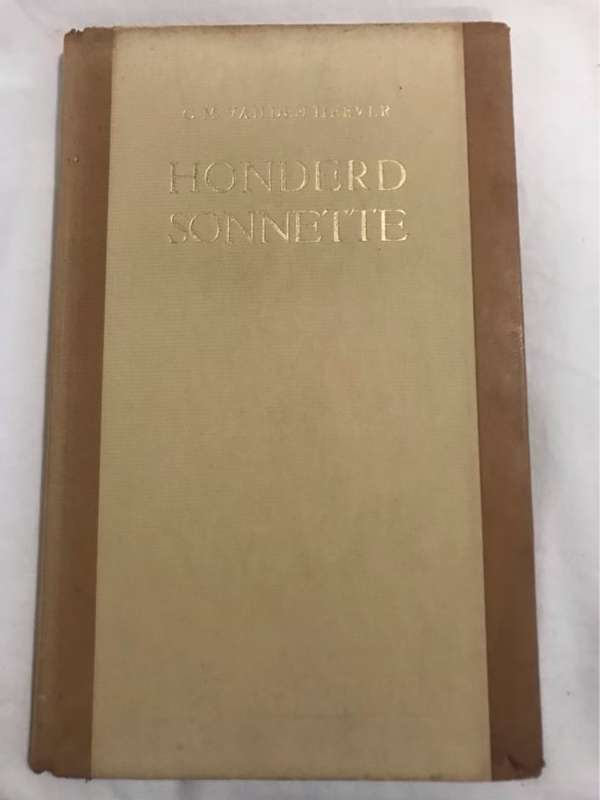 C. M. VAN DEN HEEVER
HONDERD
SONNETTE